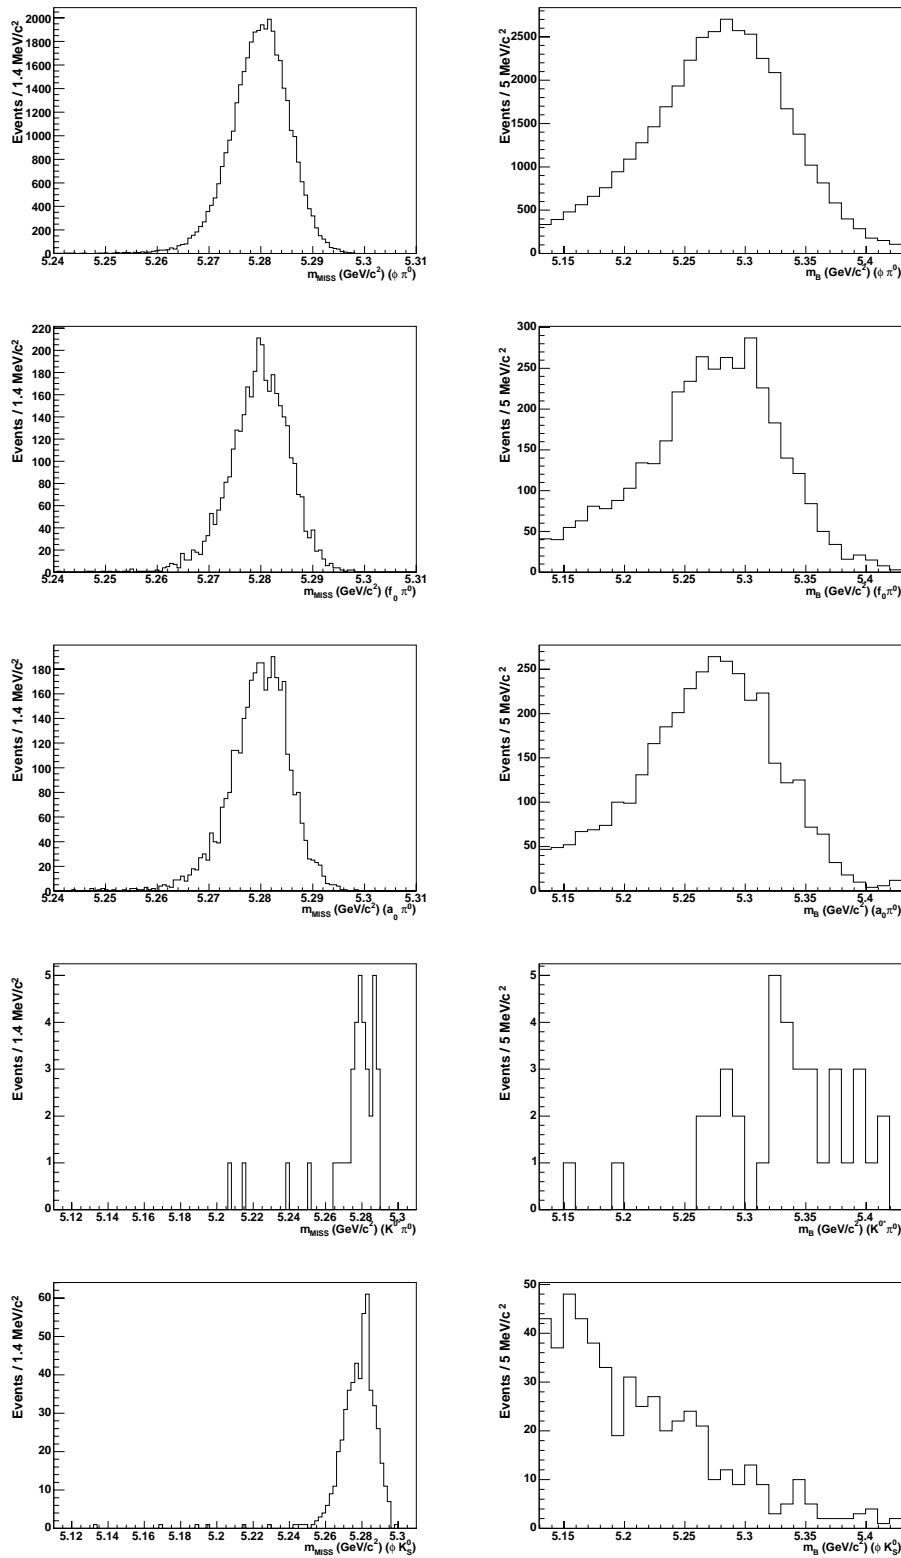 Events / 1.4 MeV/c²
2000
1800
1600
1400
1200
1000
800
600
400
200
0
5.24 5.25 5.26 5.27 5.28 5.29 5.3 5.31
m_MISS (GeV/c²) (ϕ π⁰)
Events / 5 MeV/c²
2500
2000
1500
1000
500
0
5.15 5.2 5.25 5.3 5.35 5.4
m_B (GeV/c²) (ϕ π⁰)
Events / 1.4 MeV/c²
220
200
180
160
140
120
100
80
60
40
20
0
5.24 5.25 5.26 5.27 5.28 5.29 5.3 5.31
m_MISS (GeV/c²) (f₀ π⁰)
Events / 5 MeV/c²
300
250
200
150
100
50
0
5.15 5.2 5.25 5.3 5.35 5.4
m_B (GeV/c²) (f₀ π⁰)
Events / 1.4 MeV/c²
180
160
140
120
100
80
60
40
20
0
5.24 5.25 5.26 5.27 5.28 5.29 5.3 5.31
m_MISS (GeV/c²) (a₀ π⁰)
Events / 5 MeV/c²
250
200
150
100
50
0
5.15 5.2 5.25 5.3 5.35 5.4
m_B (GeV/c²) (a₀ π⁰)
Events / 1.4 MeV/c²
5
4
3
2
1
0
5.12 5.14 5.16 5.18 5.2 5.22 5.24 5.26 5.28 5.3
m_MISS (GeV/c²) (K⁰* π⁰)
Events / 5 MeV/c²
5
4
3
2
1
0
5.15 5.2 5.25 5.3 5.35 5.4
m_B (GeV/c²) (K⁰* π⁰)
Events / 1.4 MeV/c²
60
50
40
30
20
10
0
5.12 5.14 5.16 5.18 5.2 5.22 5.24 5.26 5.28 5.3
m_MISS (GeV/c²) (ϕ K_S⁰)
Events / 5 MeV/c²
50
40
30
20
10
0
5.15 5.2 5.25 5.3 5.35 5.4
m_B (GeV/c²) (ϕ K_S⁰)